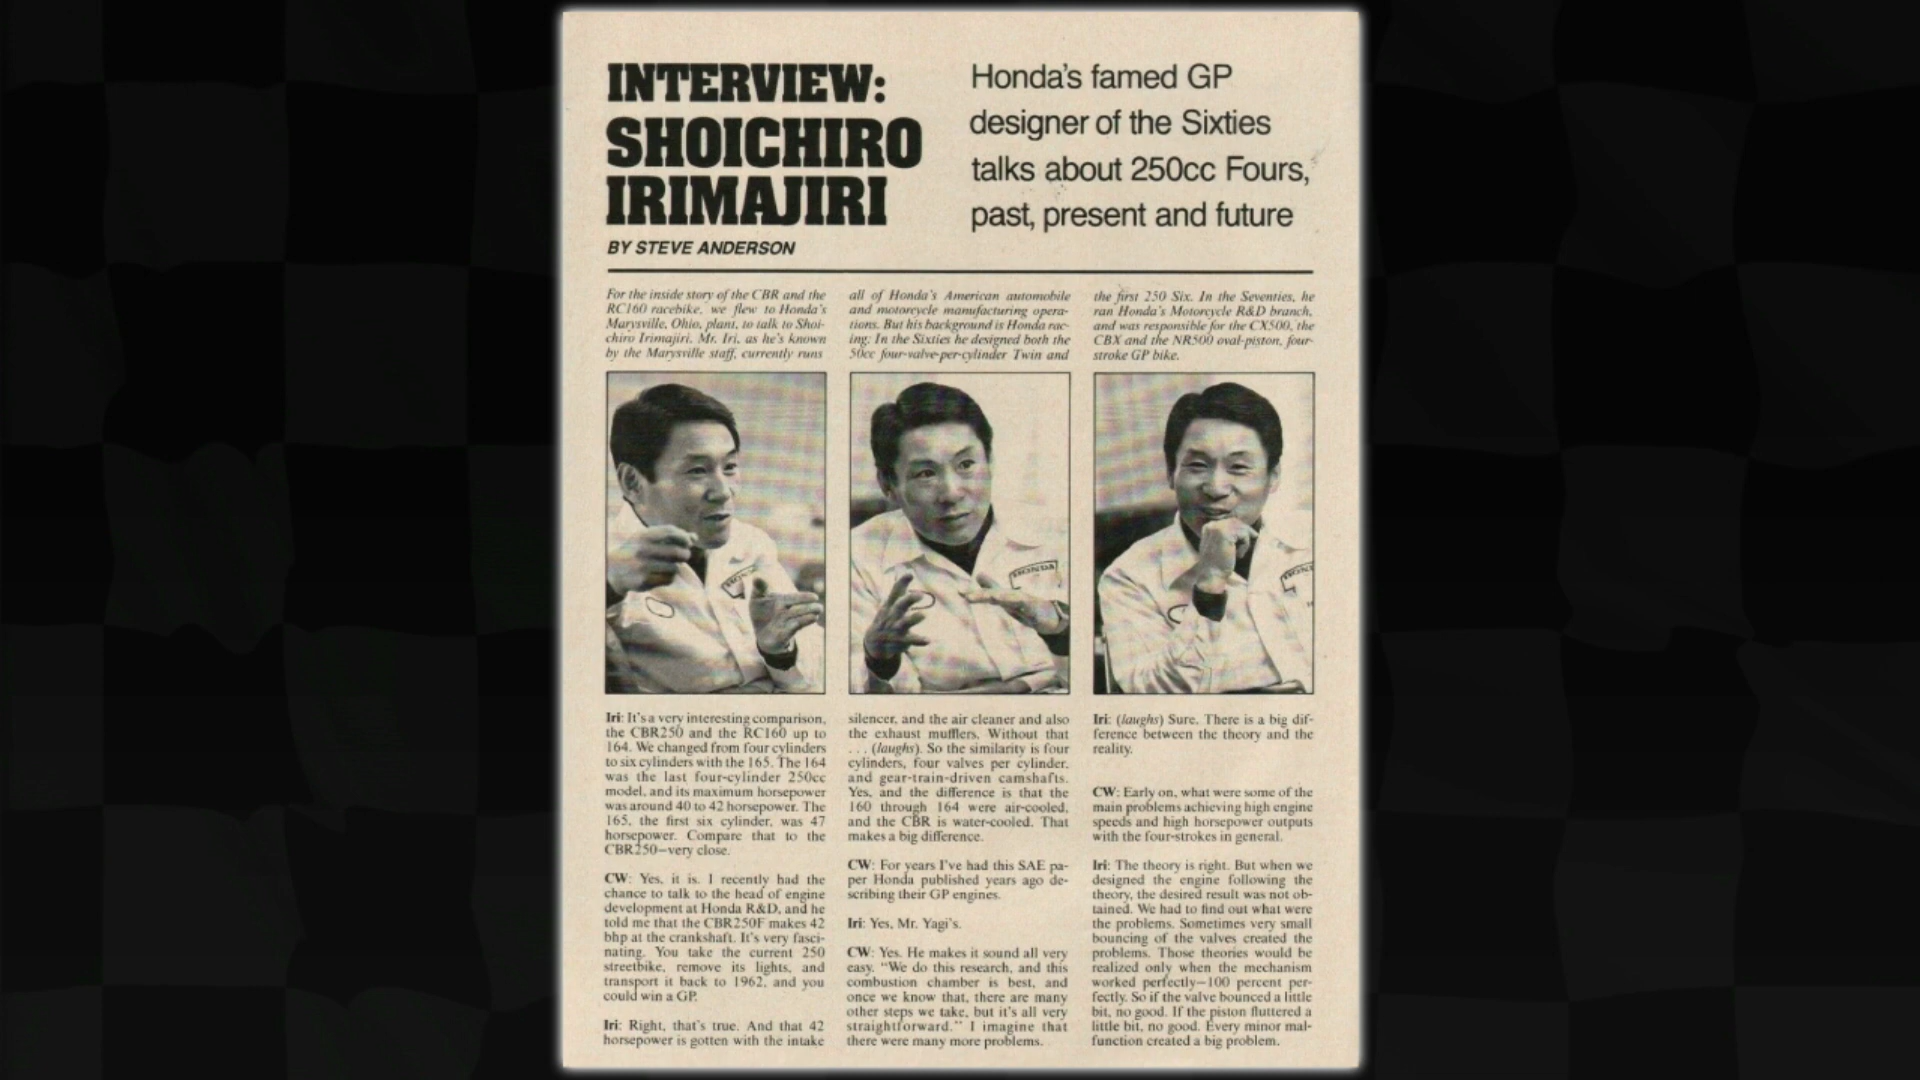 INTERVIEW:
SHOICHIRO
IRIMAJIRI
BY STEVE ANDERSON
Honda's famed GP
designer of the Sixties
talks about 250cc Fours,
past, present and future
For the inside story of the CBR and the
RC160 racebike, we flew to Honda's
Marysville, Ohio, plant, to talk to Shoi-
chiro Irimajiri. Mr. Iri, as he's known
by the Marysville staff, currently runs
all of Honda's American automobile
and motorcycle manufacturing opera-
tions. But his background is Honda rac-
ing: In the Sixties he designed both the
50cc four-valve-per-cylinder Twin and
the first 250 Six. In the Seventies, he
ran Honda's Motorcycle R&D branch,
and was responsible for the CX500, the
CBX and the NR500 oval-piston, four-
stroke GP bike.
HONDA
HONDA
HONDA
Iri: It's a very interesting comparison,
the CBR250 and the RC160 up to
164. We changed from four cylinders
to six cylinders with the 165. The 164
was the last four-cylinder 250cc
model, and its maximum horsepower
was around 40 to 42 horsepower. The
165, the first six cylinder, was 47
horsepower. Compare that to the
CBR250—very close.
CW: Yes, it is. I recently had the
chance to talk to the head of engine
development at Honda R&D, and he
told me that the CBR250F makes 42
bhp at the crankshaft. It's very fasci-
nating. You take the current 250
streetbike, remove its lights, and
transport it back to 1962, and you
could win a GP.
Iri: Right, that's true. And that 42
horsepower is gotten with the intake
silencer, and the air cleaner and also
the exhaust mufflers. Without that
. . . (laughs). So the similarity is four
cylinders, four valves per cylinder,
and gear-train-driven camshafts.
Yes, and the difference is that the
160 through 164 were air-cooled,
and the CBR is water-cooled. That
makes a big difference.
CW: For years I've had this SAE pa-
per Honda published years ago de-
scribing their GP engines.
Iri: Yes, Mr. Yagi's.
CW: Yes. He makes it sound all very
easy. "We do this research, and this
combustion chamber is best, and
once we know that, there are many
other steps we take, but it's all very
straightforward." I imagine that
there were many more problems.
Iri: (laughs) Sure. There is a big dif-
ference between the theory and the
reality.
CW: Early on, what were some of the
main problems achieving high engine
speeds and high horsepower outputs
with the four-strokes in general.
Iri: The theory is right. But when we
designed the engine following the
theory, the desired result was not ob-
tained. We had to find out what were
the problems. Sometimes very small
bouncing of the valves created the
problems. Those theories would be
realized only when the mechanism
worked perfectly—100 percent per-
fectly. So if the valve bounced a little
bit, no good. If the piston fluttered a
little bit, no good. Every minor mal-
function created a big problem.